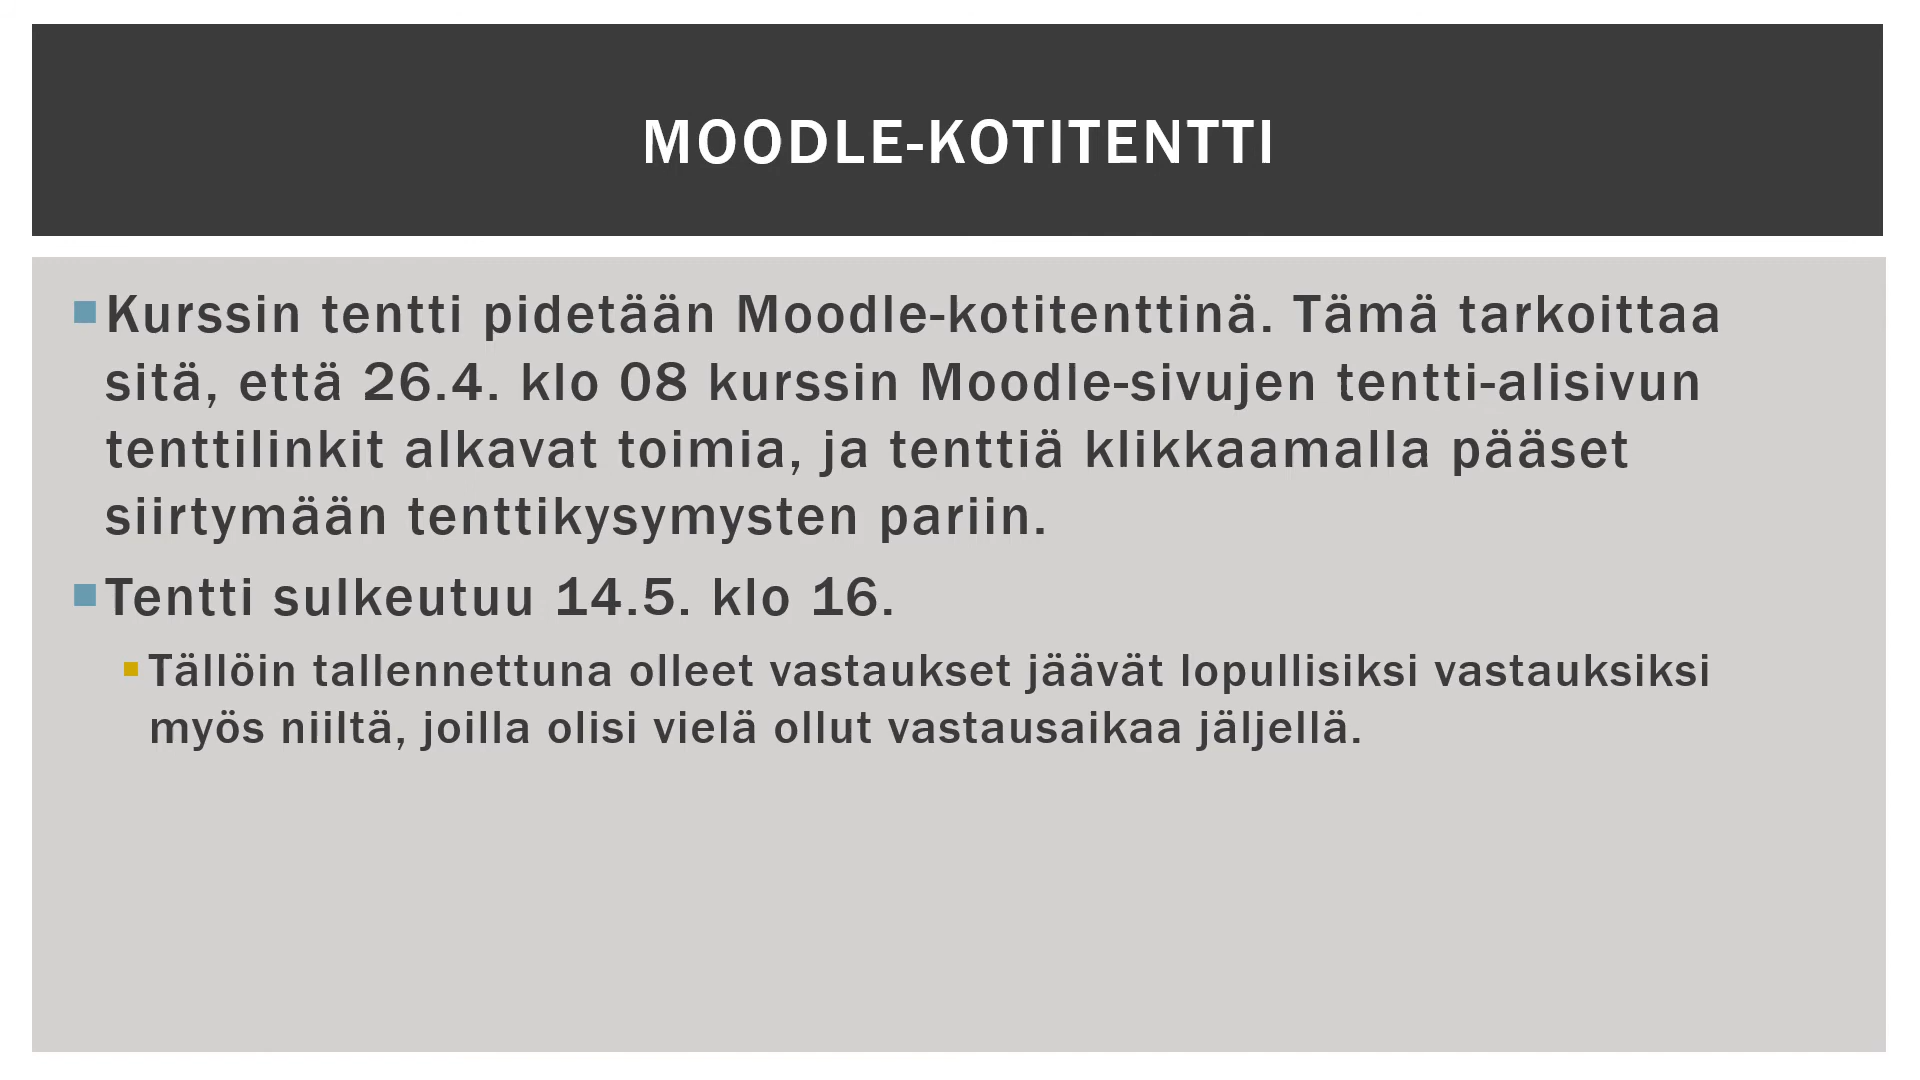 MOODLE-KOTITENTTI
Kurssin tentti pidetään Moodle-kotitenttinä. Tämä tarkoittaa
sitä, että 26.4. klo 08 kurssin Moodle-sivujen tentti-alisivun
tenttilinkit alkavat toimia, ja tenttiä klikkaamalla pääset
siirtymään tenttikysymysten pariin.
Tentti sulkeutuu 14.5. klo 16.
Tällöin tallennettuna olleet vastaukset jäävät lopullisiksi vastauksiksi
myös niiltä, joilla olisi vielä ollut vastausaikaa jäljellä.